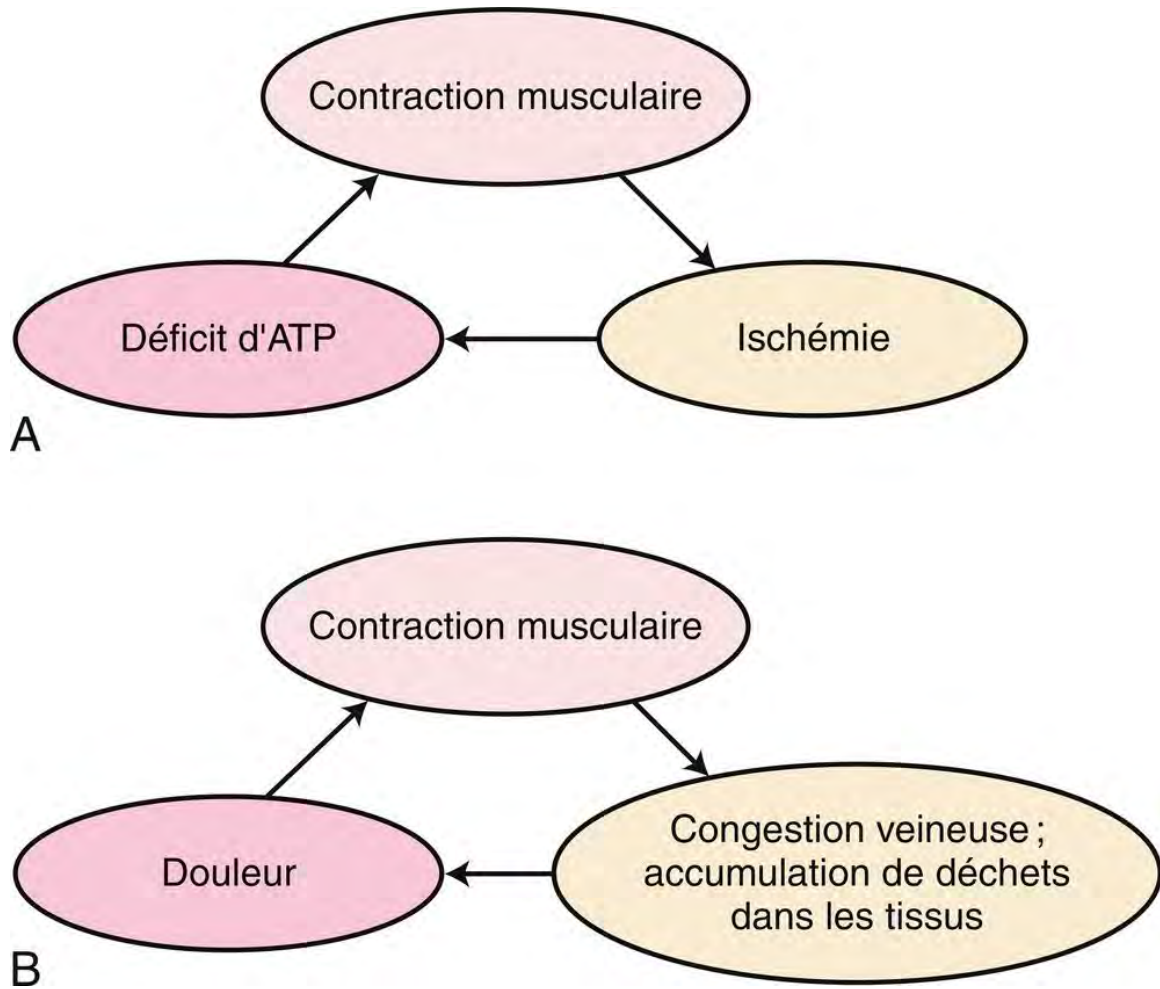 Contraction musculaire
Déficit d'ATP
Ischémie
A
Contraction musculaire
Douleur
Congestion veineuse ;
accumulation de déchets
dans les tissus
B